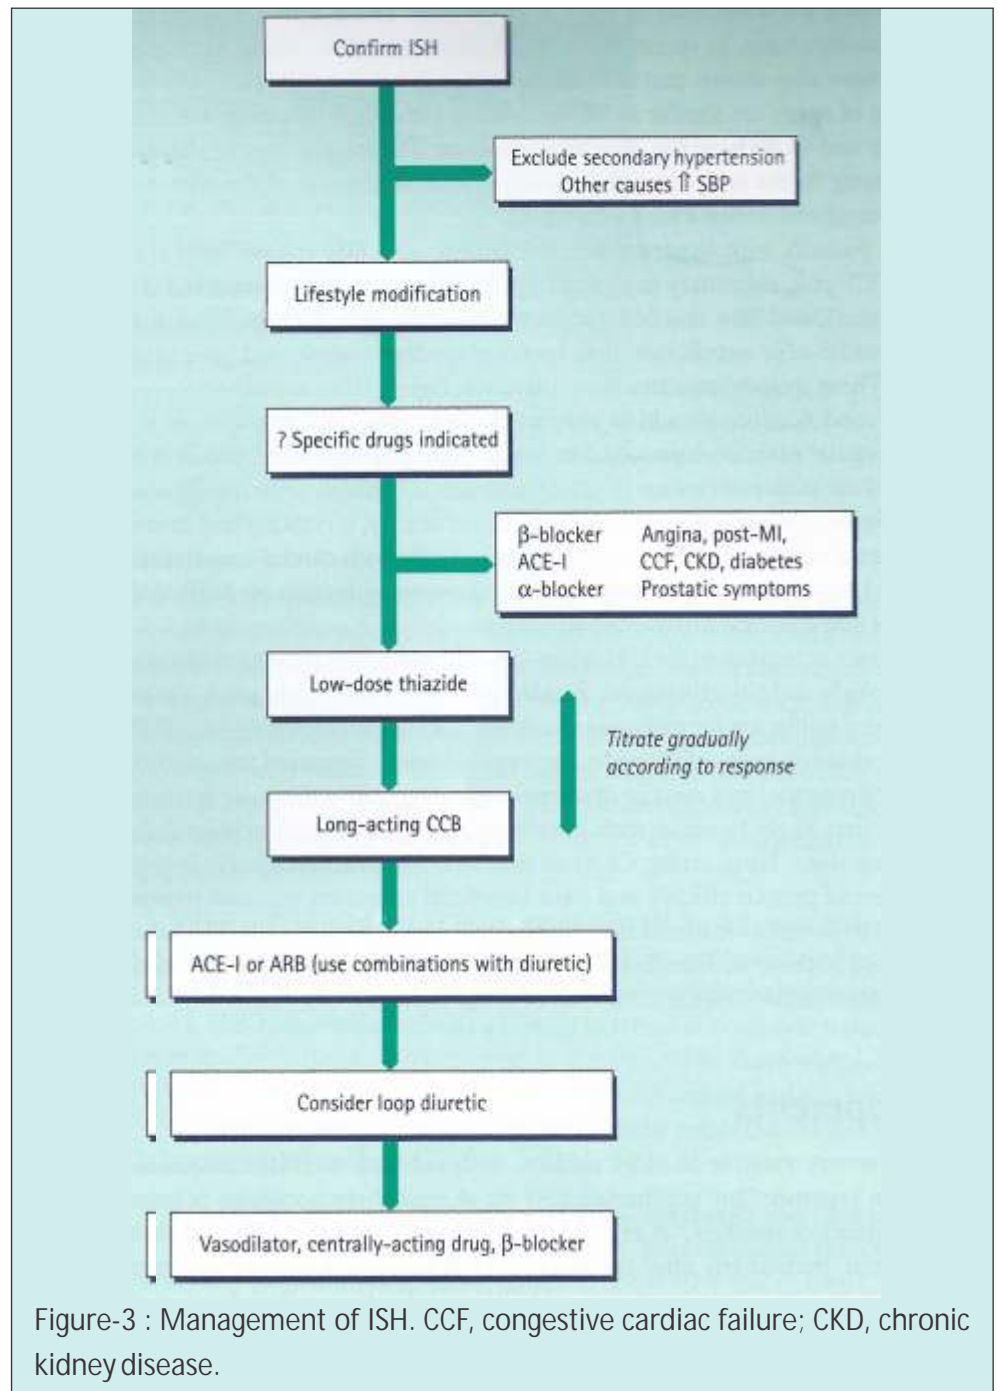 Confirm ISH
Exclude secondary hypertension
Other causes ⇑ SBP
Lifestyle modification
? Specific drugs indicated
β-blocker Angina, post-MI,
ACE-I CCF, CKD, diabetes
α-blocker Prostatic symptoms
Low-dose thiazide
Titrate gradually
according to response
Long-acting CCB
ACE-I or ARB (use combinations with diuretic)
Consider loop diuretic
Vasodilator, centrally-acting drug, β-blocker
Figure-3 : Management of ISH. CCF, congestive cardiac failure; CKD, chronic
kidney disease.